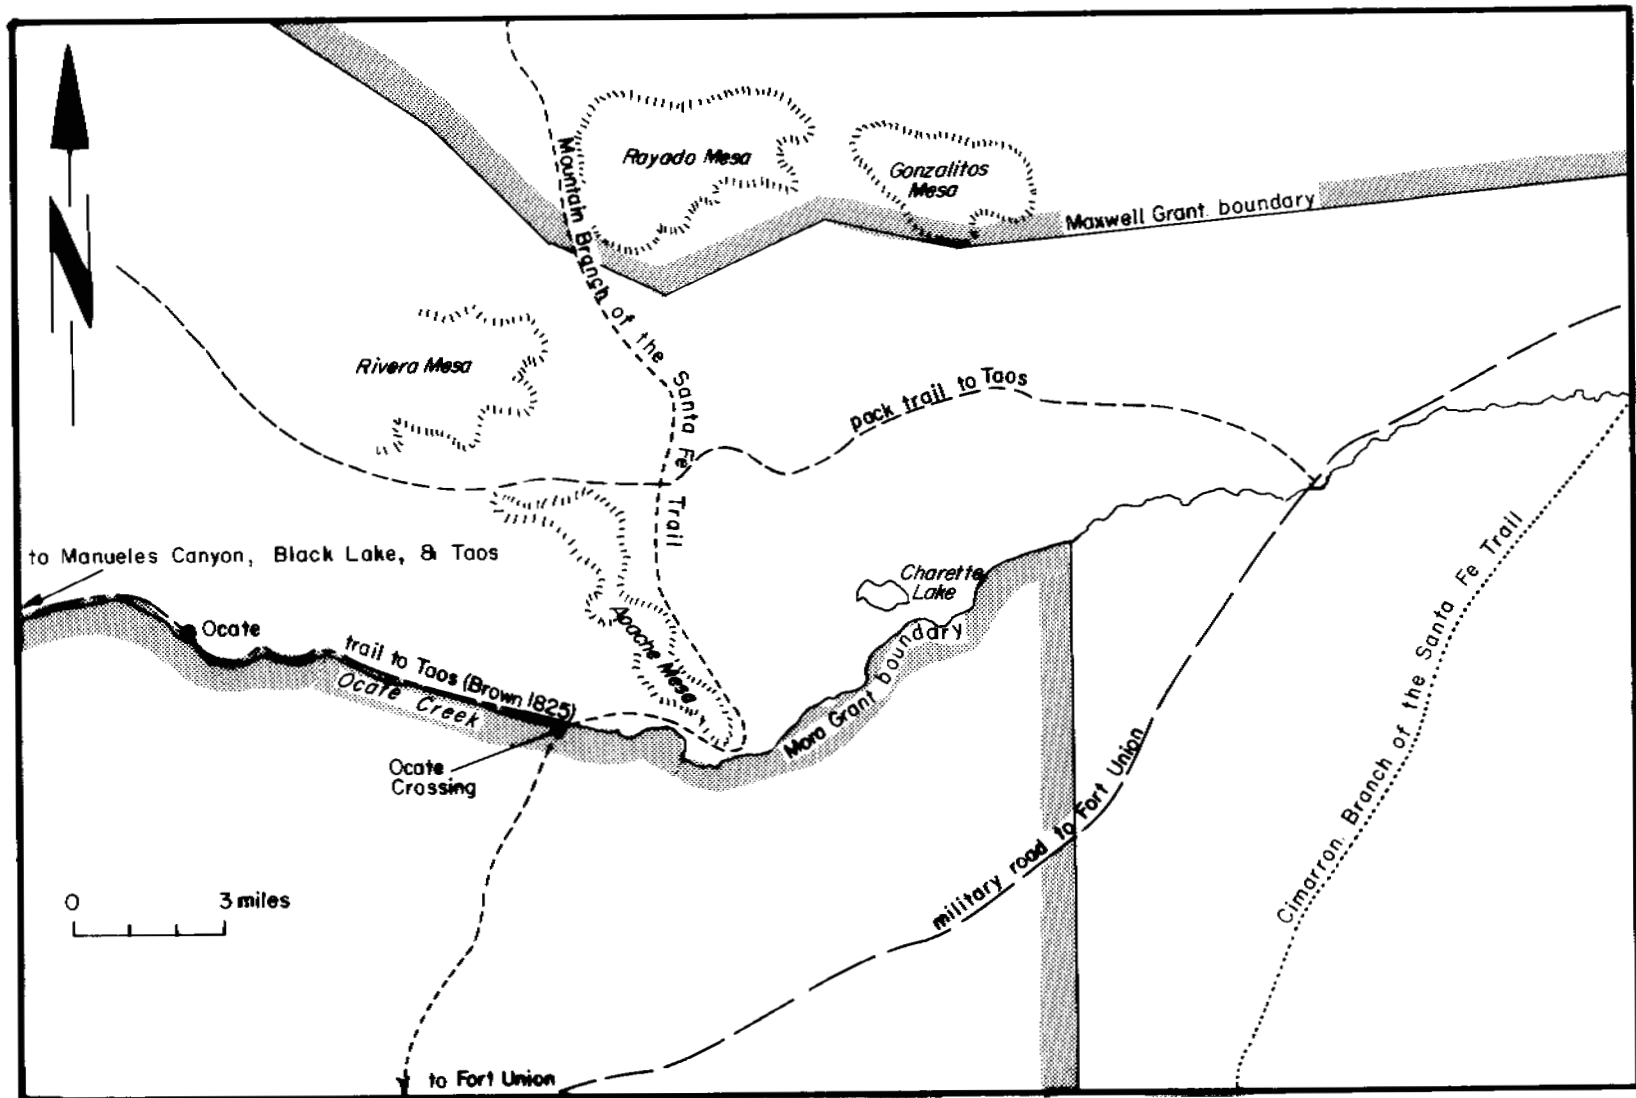 N
Mountain Branch of the Santa Fe Trail
Rayado Mesa
Gonzalitos
Mesa
Maxwell Grant boundary
Rivera Mesa
pack trail to Taos
to Manueles Canyon, Black Lake, & Taos
Charette
Lake
Ocate
trail to Taos (Brown 1825)
Ocate Creek
Apache Mesa
Mora Grant boundary
Ocate
Crossing
military road to Fort Union
Cimarron Branch of the Santa Fe Trail
0 3 miles
to Fort Union